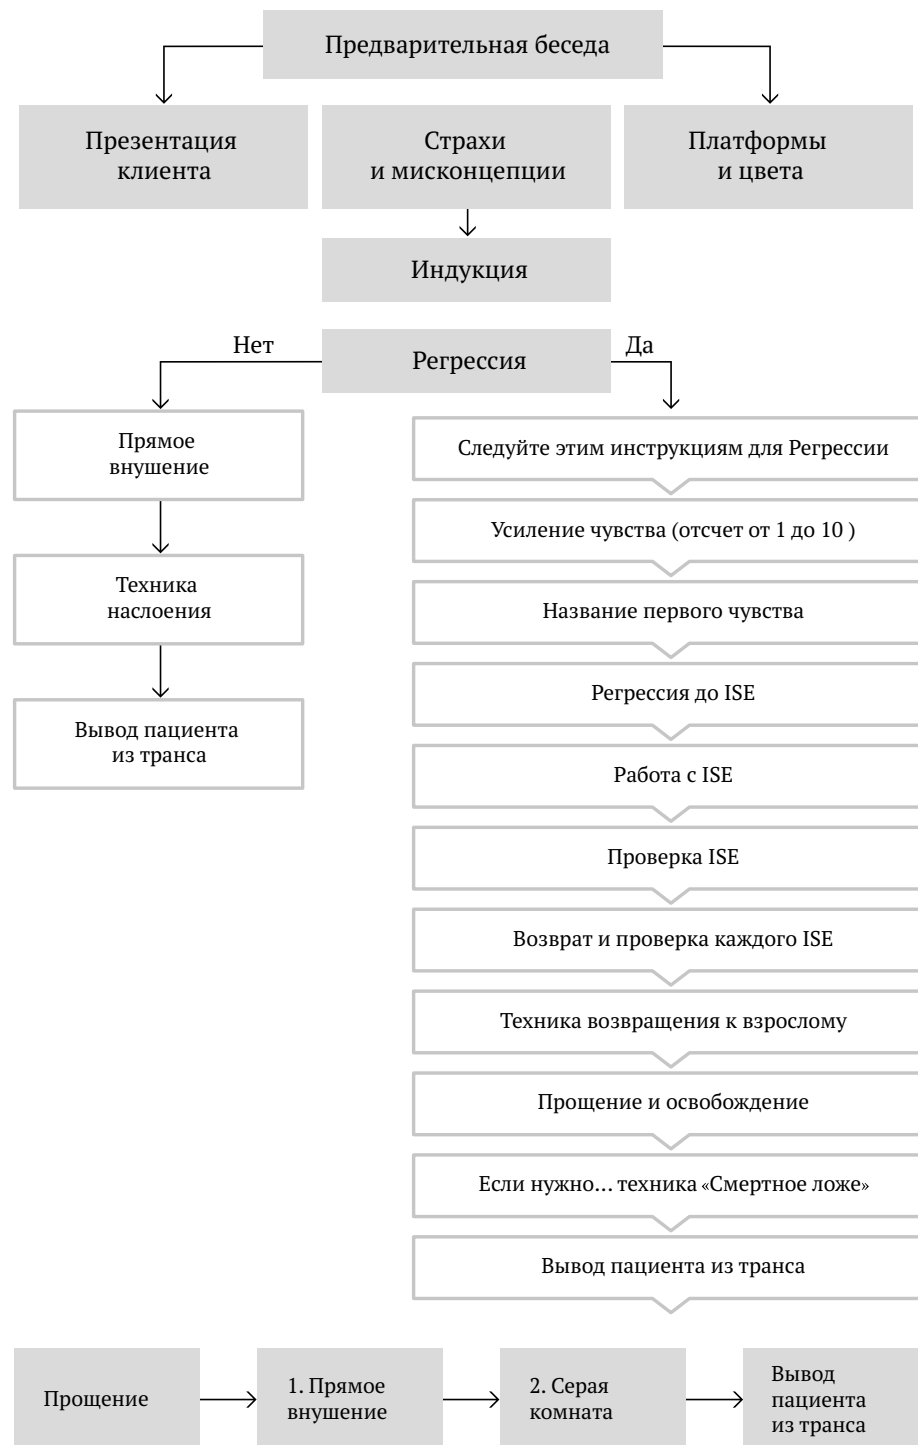 Предварительная беседа
Презентация
клиента
Страхи
и мисконцепции
Платформы
и цвета
Индукция
Нет
Регрессия
Да
Прямое
внушение
Техника
наслоения
Вывод пациента
из транса
Следуйте этим инструкциям для Регрессии
Усиление чувства (отсчет от 1 до 10 )
Название первого чувства
Регрессия до ISE
Работа с ISE
Проверка ISE
Возврат и проверка каждого ISE
Техника возвращения к взрослому
Прощение и освобождение
Если нужно… техника «Смертное ложе»
Вывод пациента из транса
Прощение
1. Прямое
внушение
2. Серая
комната
Вывод
пациента
из транса